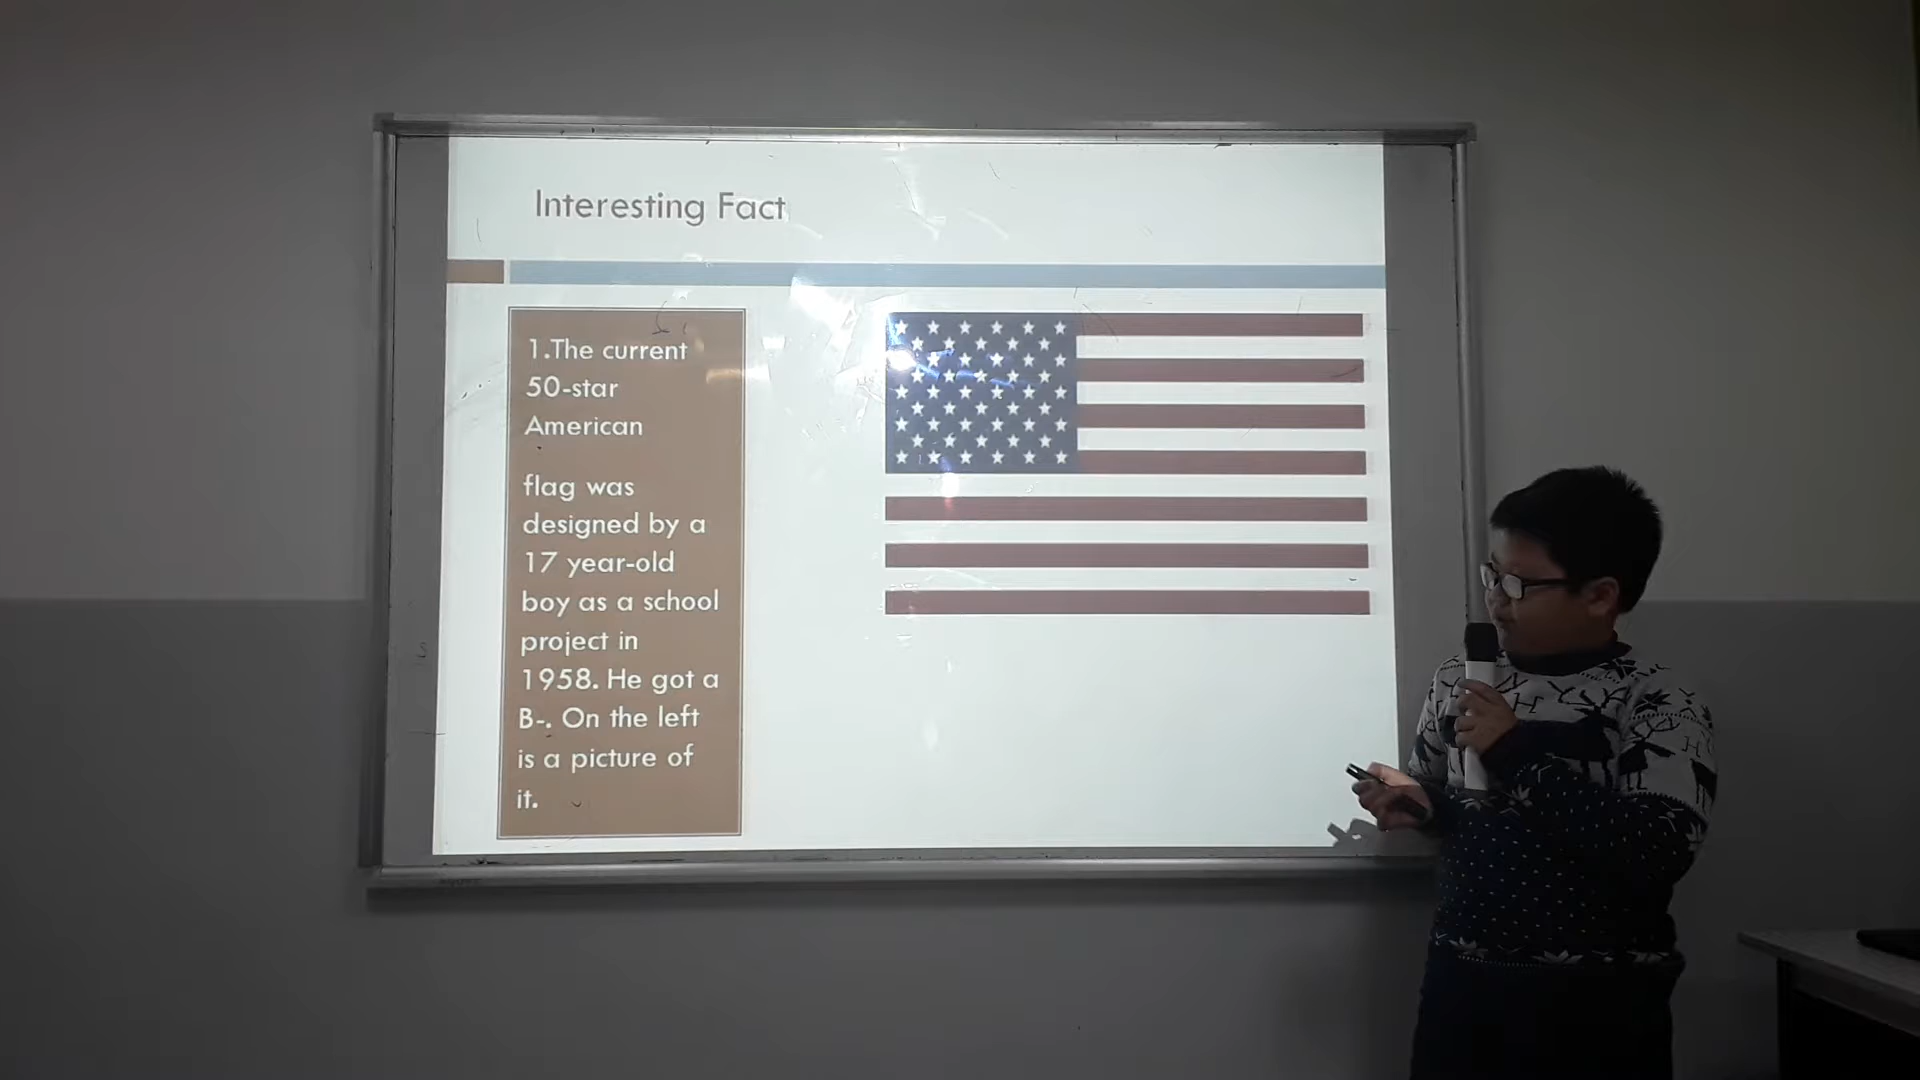 Interesting Fact
1.The current
50-star
American
flag was
designed by a
17 year-old
boy as a school
project in
1958. He got a
B-. On the left
is a picture of
it.